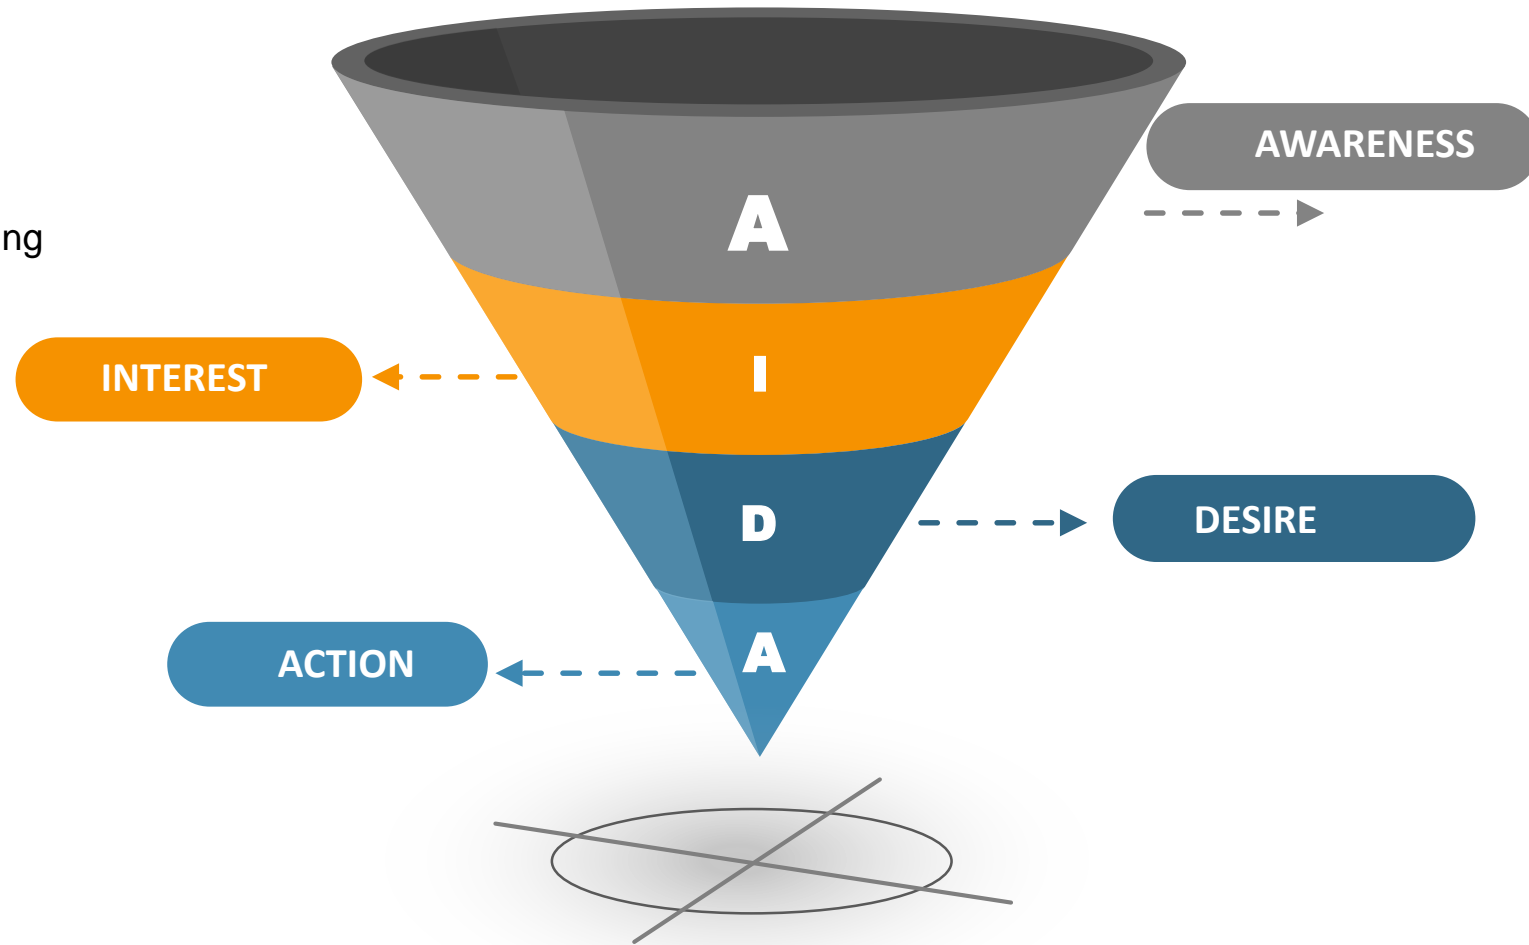 AWARENESS
A
ng
INTEREST
I
D
DESIRE
A
ACTION